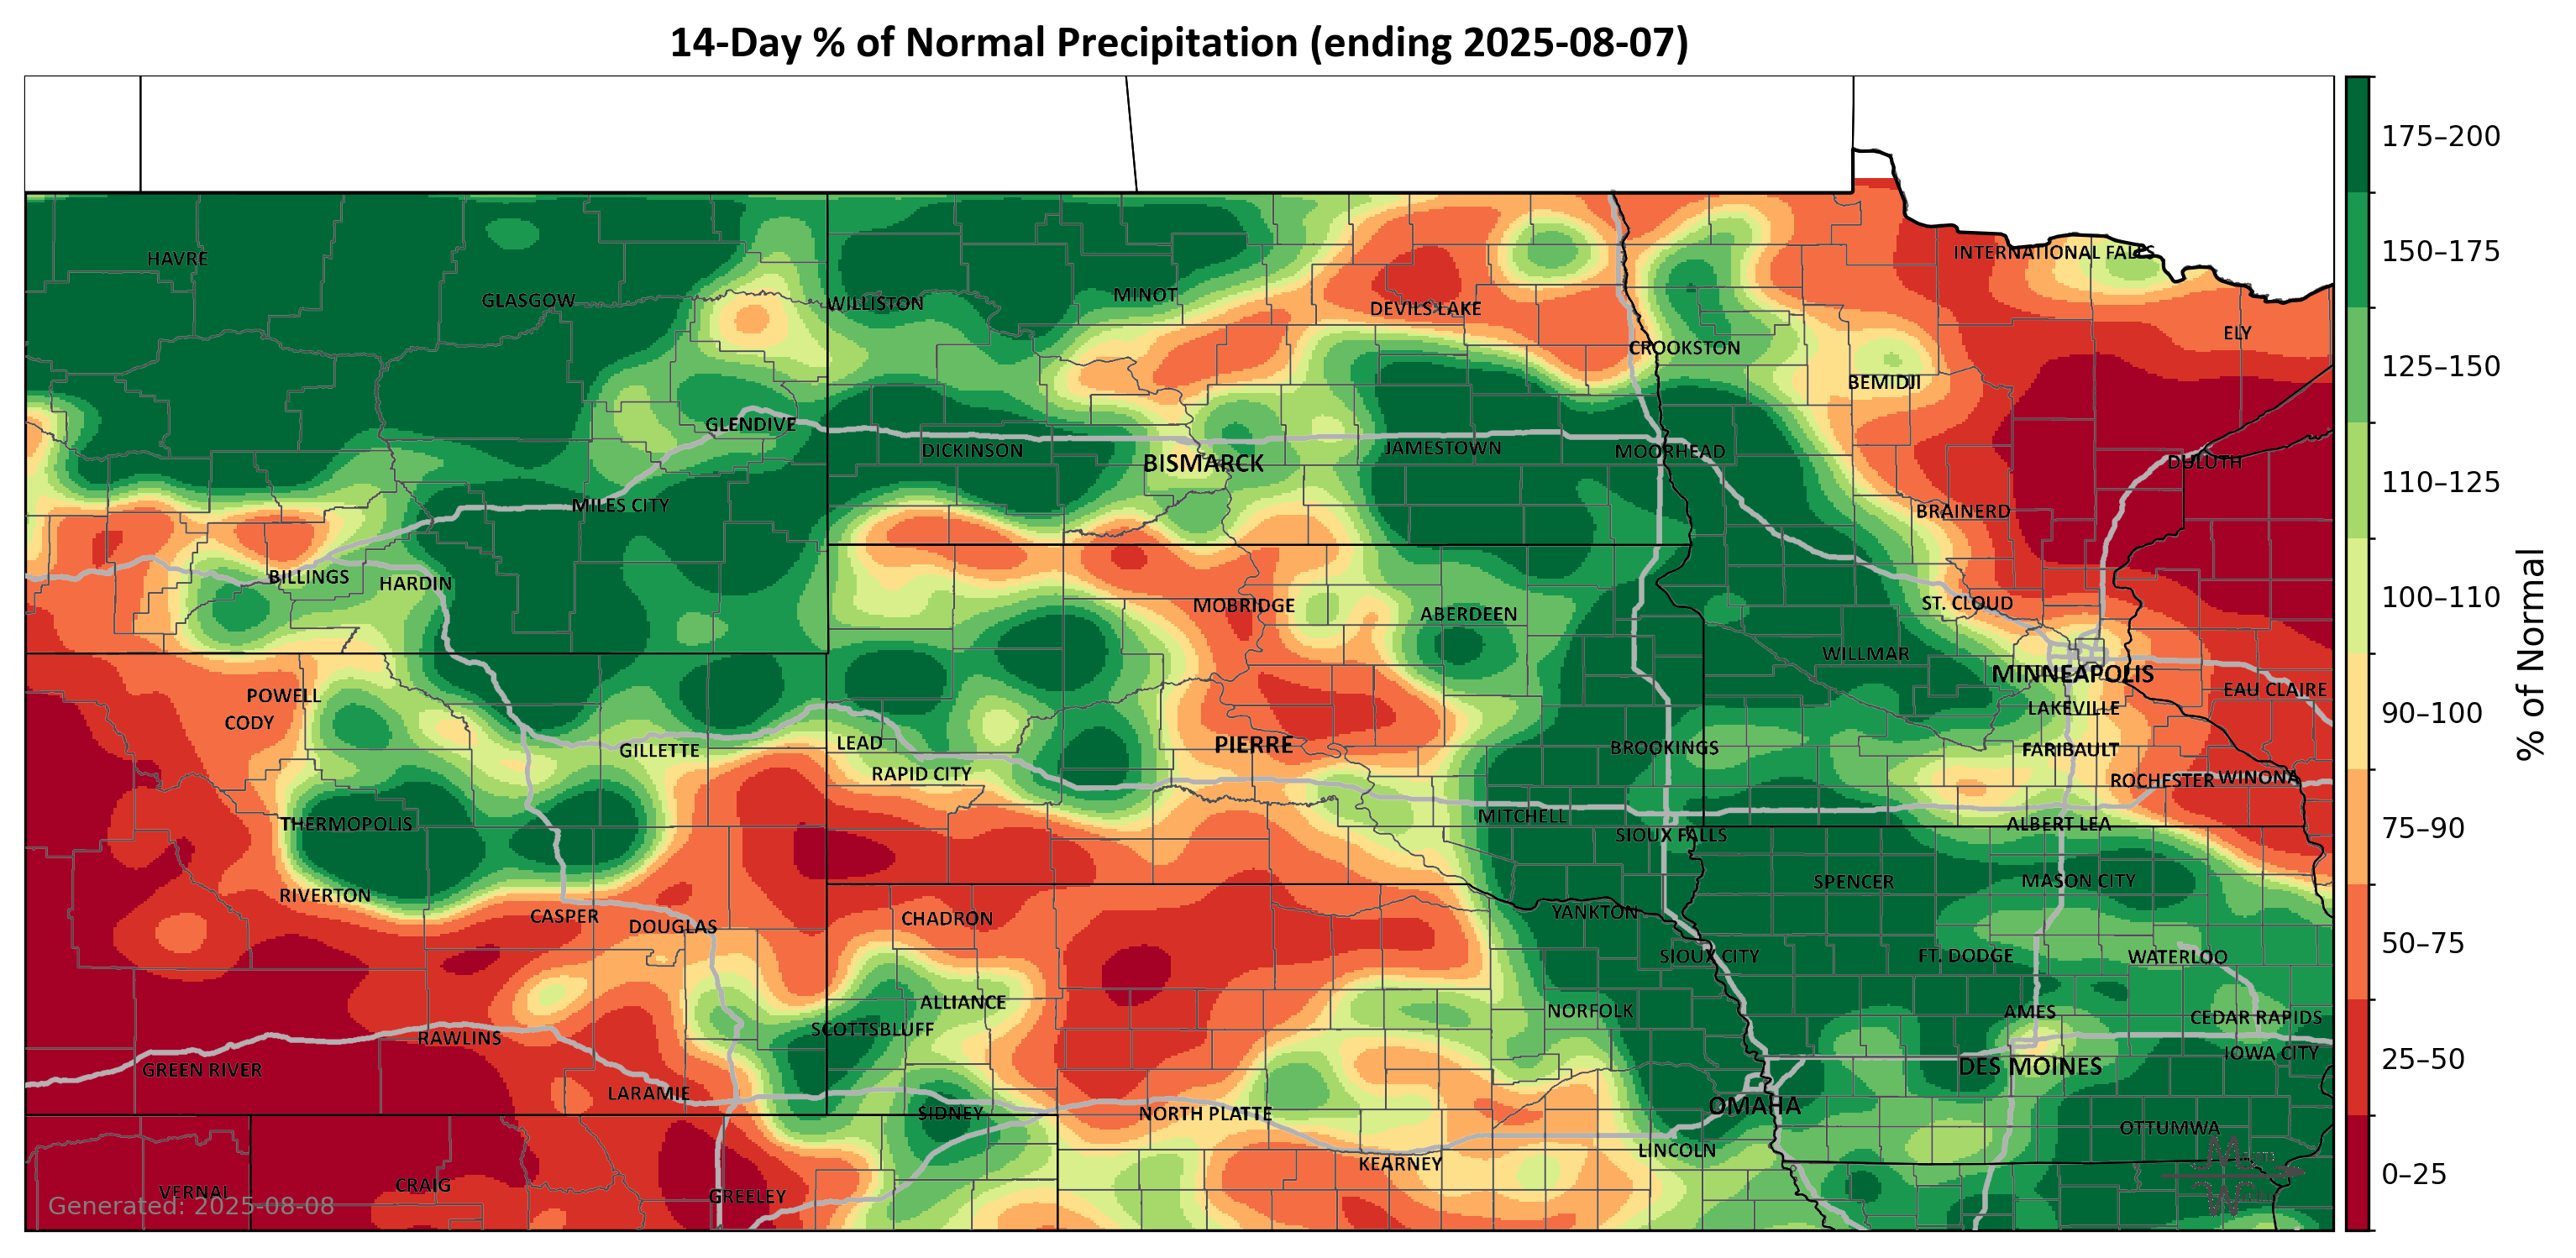 14-Day % of Normal Precipitation (ending 2025-08-07)
175–200
HAVRE
INTERNATIONAL FALLS
150–175
GLASGOW
WILLISTON
MINOT
DEVILS LAKE
ELY
CROOKSTON
125–150
BEMIDJI
GLENDIVE
DICKINSON
BISMARCK
JAMESTOWN
MOORHEAD
DULUTH
110–125
MILES CITY
BRAINERD
BILLINGS
HARDIN
MOBRIDGE
ABERDEEN
ST. CLOUD
100–110
WILLMAR
MINNEAPOLIS
EAU CLAIRE
POWELL
CODY
LAKEVILLE
90–100
% of Normal
GILLETTE
LEAD
PIERRE
BROOKINGS
FARIBAULT
RAPID CITY
ROCHESTER
WINONA
THERMOPOLIS
MITCHELL
SIOUX FALLS
ALBERT LEA
75–90
RIVERTON
SPENCER
MASON CITY
CASPER
DOUGLAS
CHADRON
YANKTON
50–75
SIOUX CITY
FT. DODGE
WATERLOO
ALLIANCE
NORFOLK
AMES
SCOTTSBLUFF
CEDAR RAPIDS
RAWLINS
IOWA CITY
25–50
GREEN RIVER
DES MOINES
LARAMIE
SIDNEY
NORTH PLATTE
OMAHA
OTTUMWA
LINCOLN
KEARNEY
0–25
VERNAL
CRAIG
GREELEY
Generated: 2025-08-08